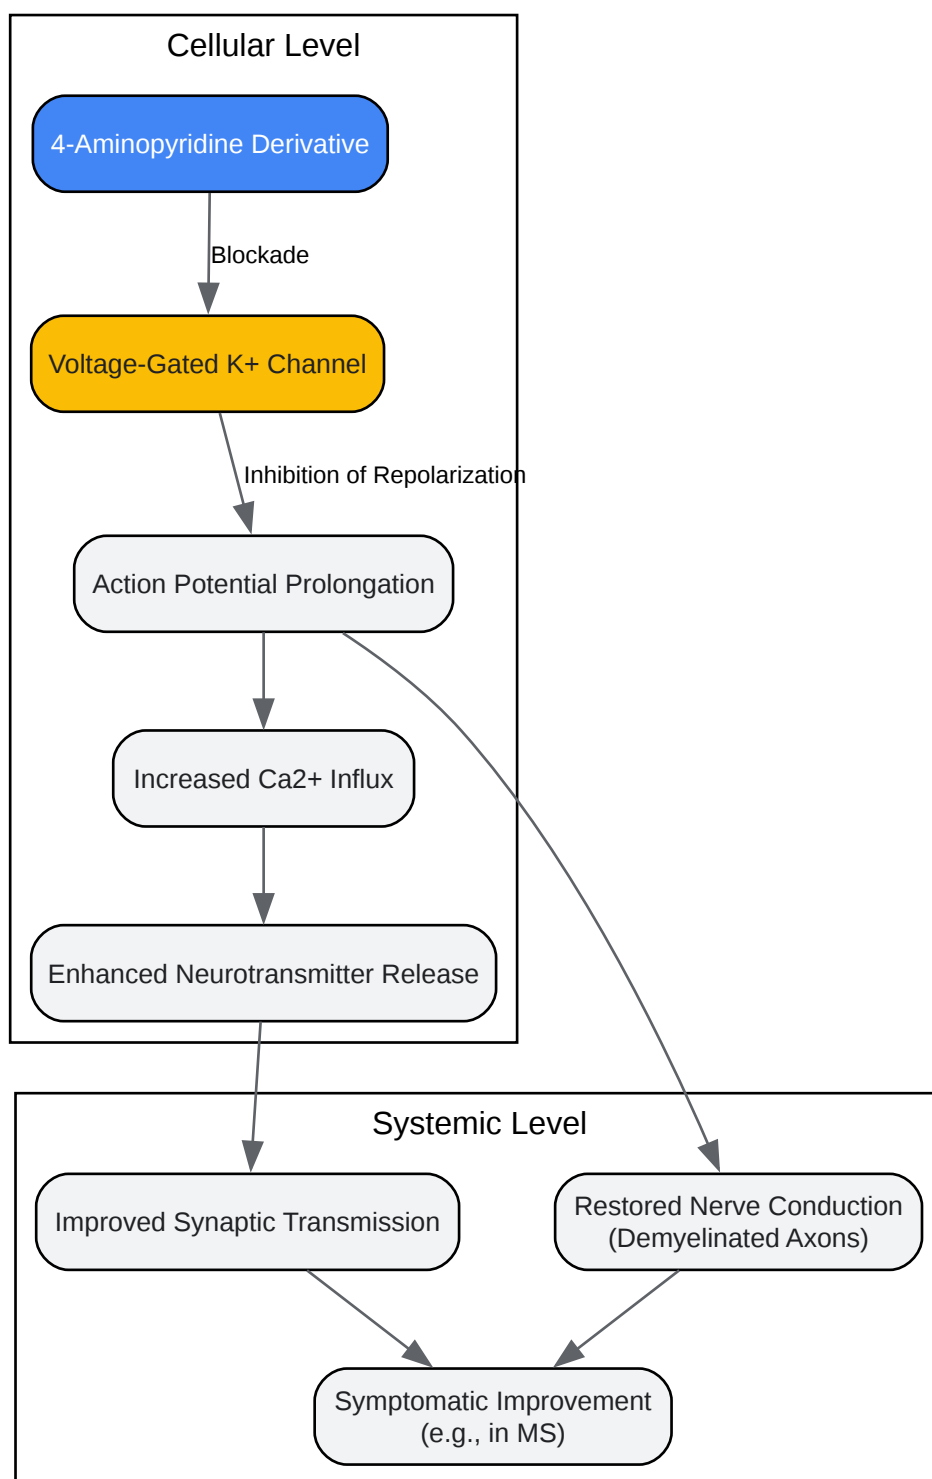 Cellular Level
4-Aminopyridine Derivative
Blockade
Voltage-Gated K+ Channel
Inhibition of Repolarization
Action Potential Prolongation
Increased Ca2+ Influx
Enhanced Neurotransmitter Release
Systemic Level
Improved Synaptic Transmission
Restored Nerve Conduction
(Demyelinated Axons)
Symptomatic Improvement
(e.g., in MS)